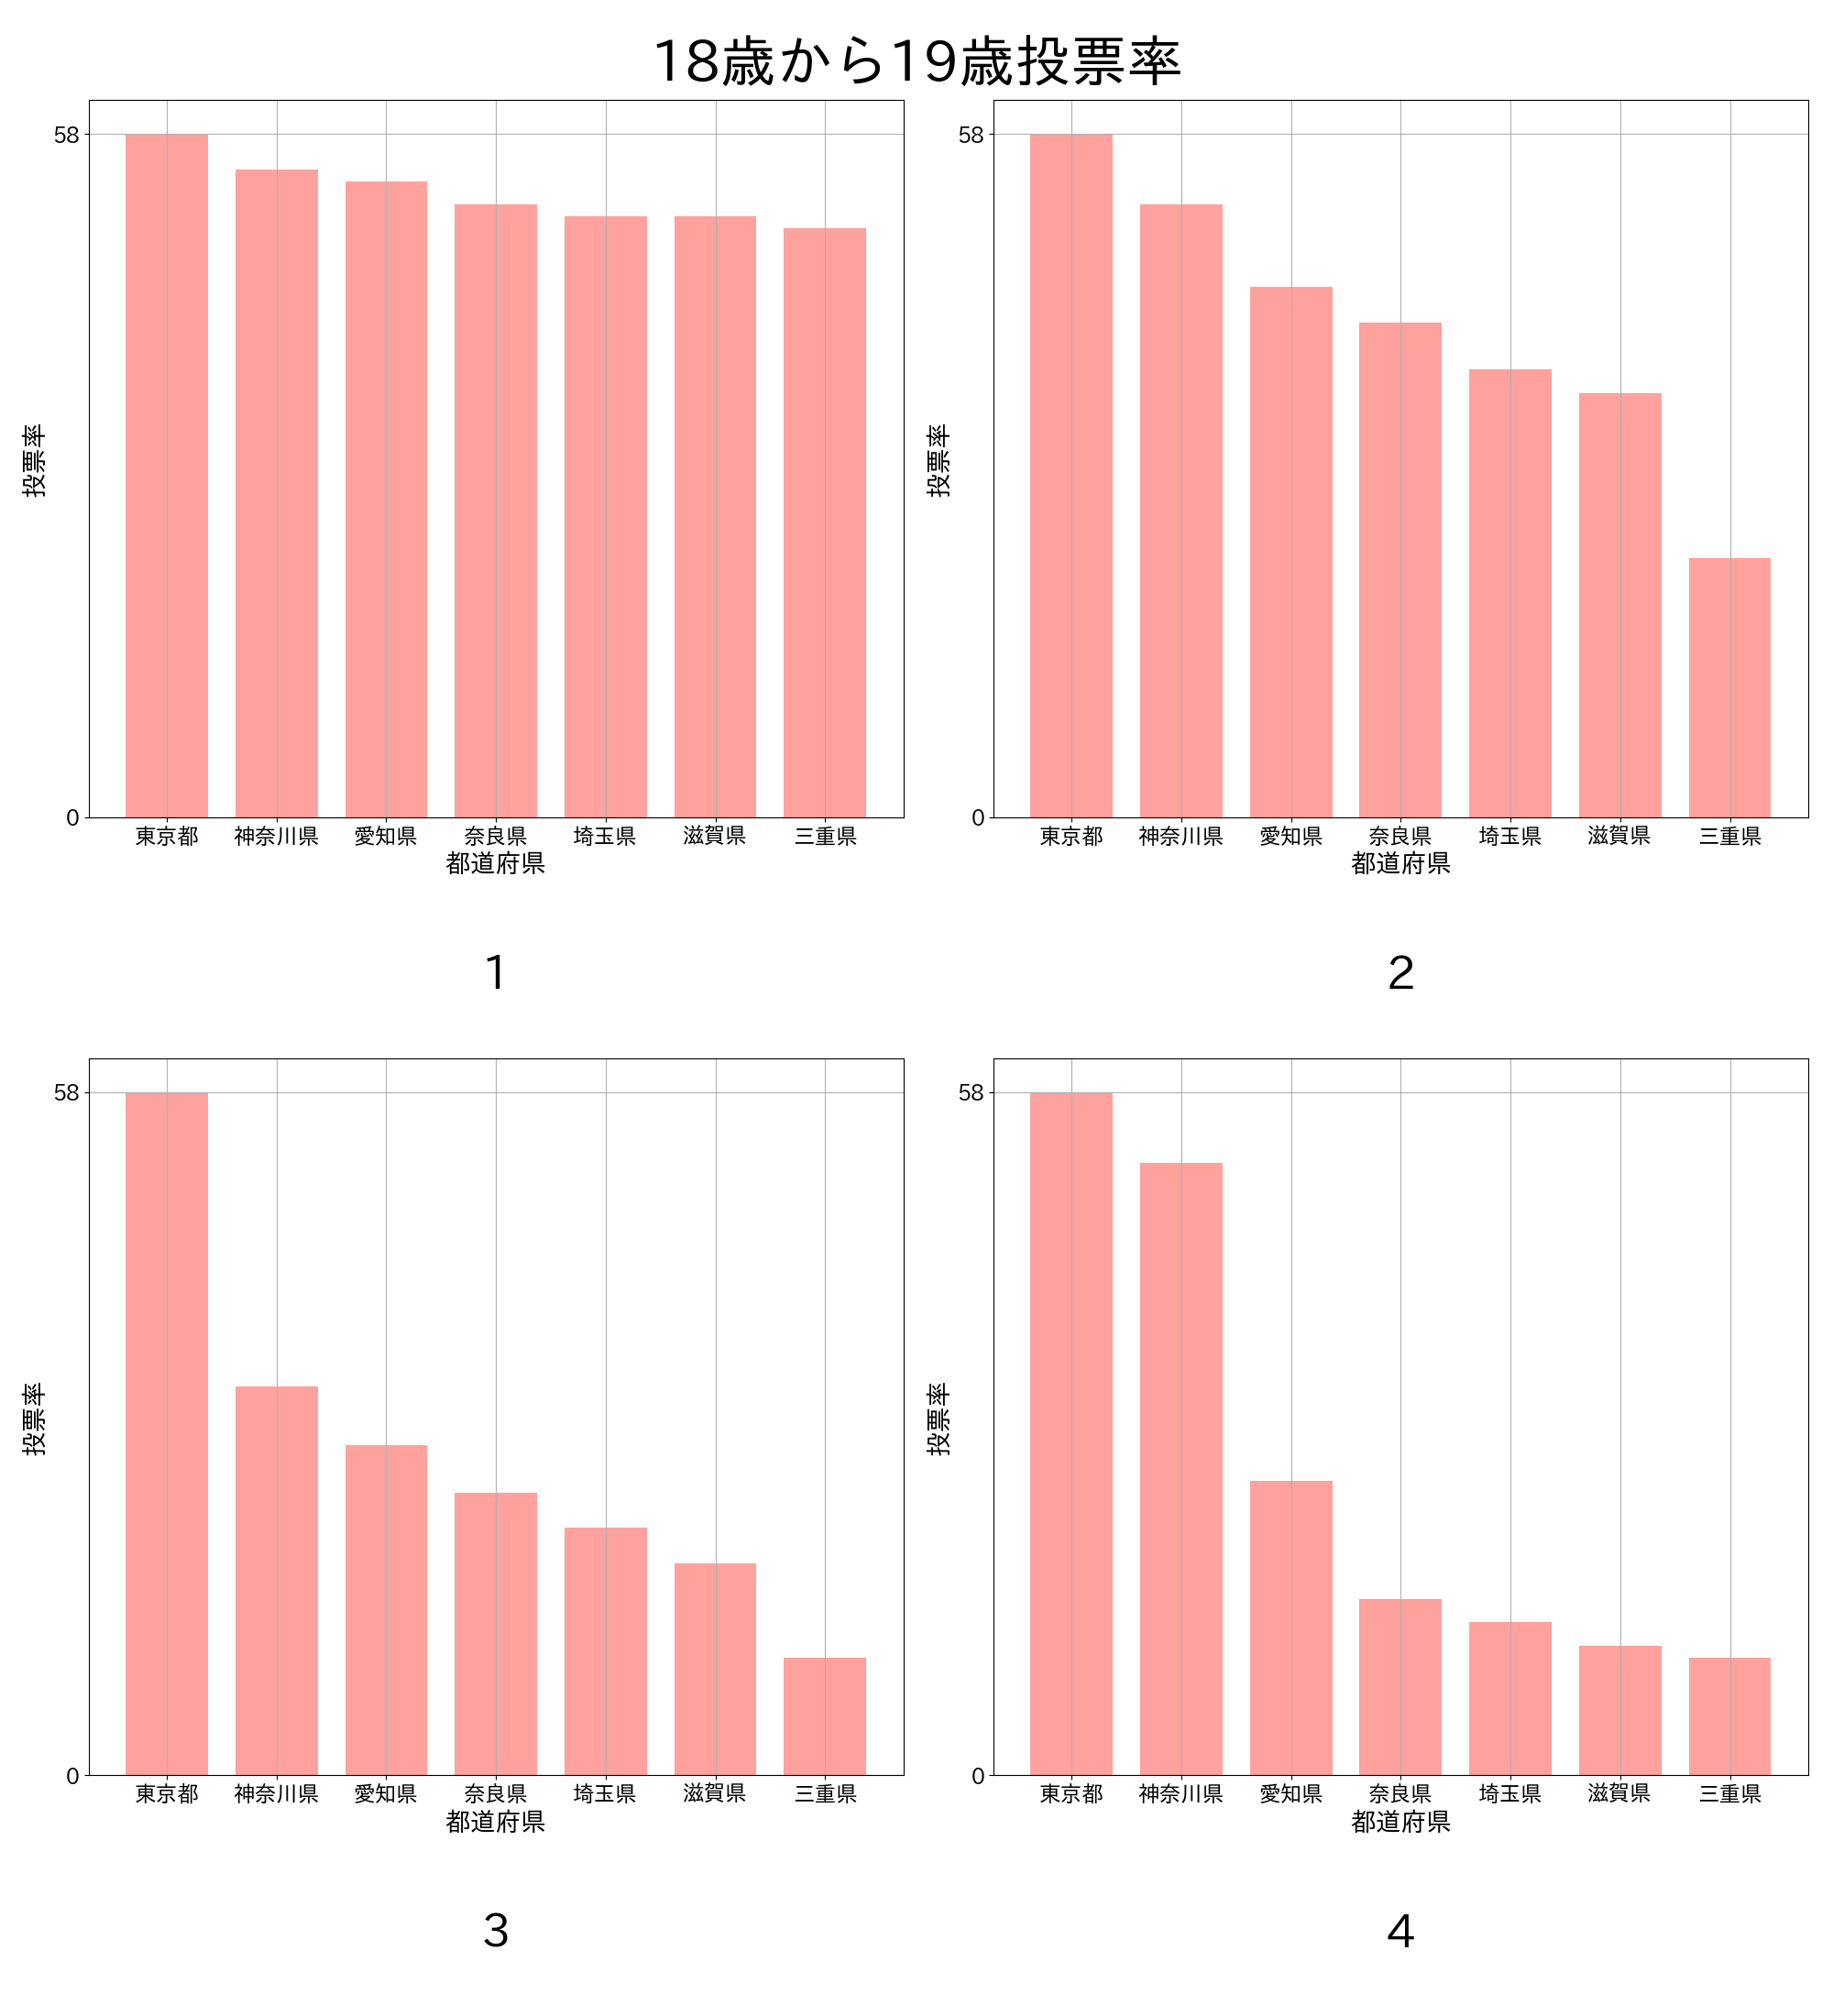 18歳から19歳投票率
58
0
投票率
東京都 神奈川県 愛知県 奈良県 埼玉県 滋賀県 三重県
都道府県
1
58
0
投票率
東京都 神奈川県 愛知県 奈良県 埼玉県 滋賀県 三重県
都道府県
2
58
0
投票率
東京都 神奈川県 愛知県 奈良県 埼玉県 滋賀県 三重県
都道府県
3
58
0
投票率
東京都 神奈川県 愛知県 奈良県 埼玉県 滋賀県 三重県
都道府県
4